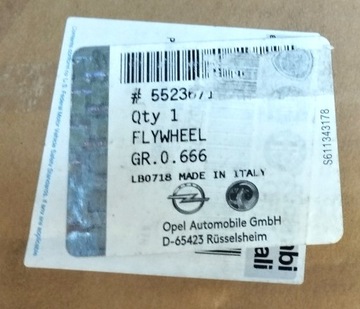 Qty 1
FLYWHEEL
GR.0.666
LB0718 MADE IN ITALY
Opel Automobile GmbH
D-65423 Rüsselsheim
S611343178